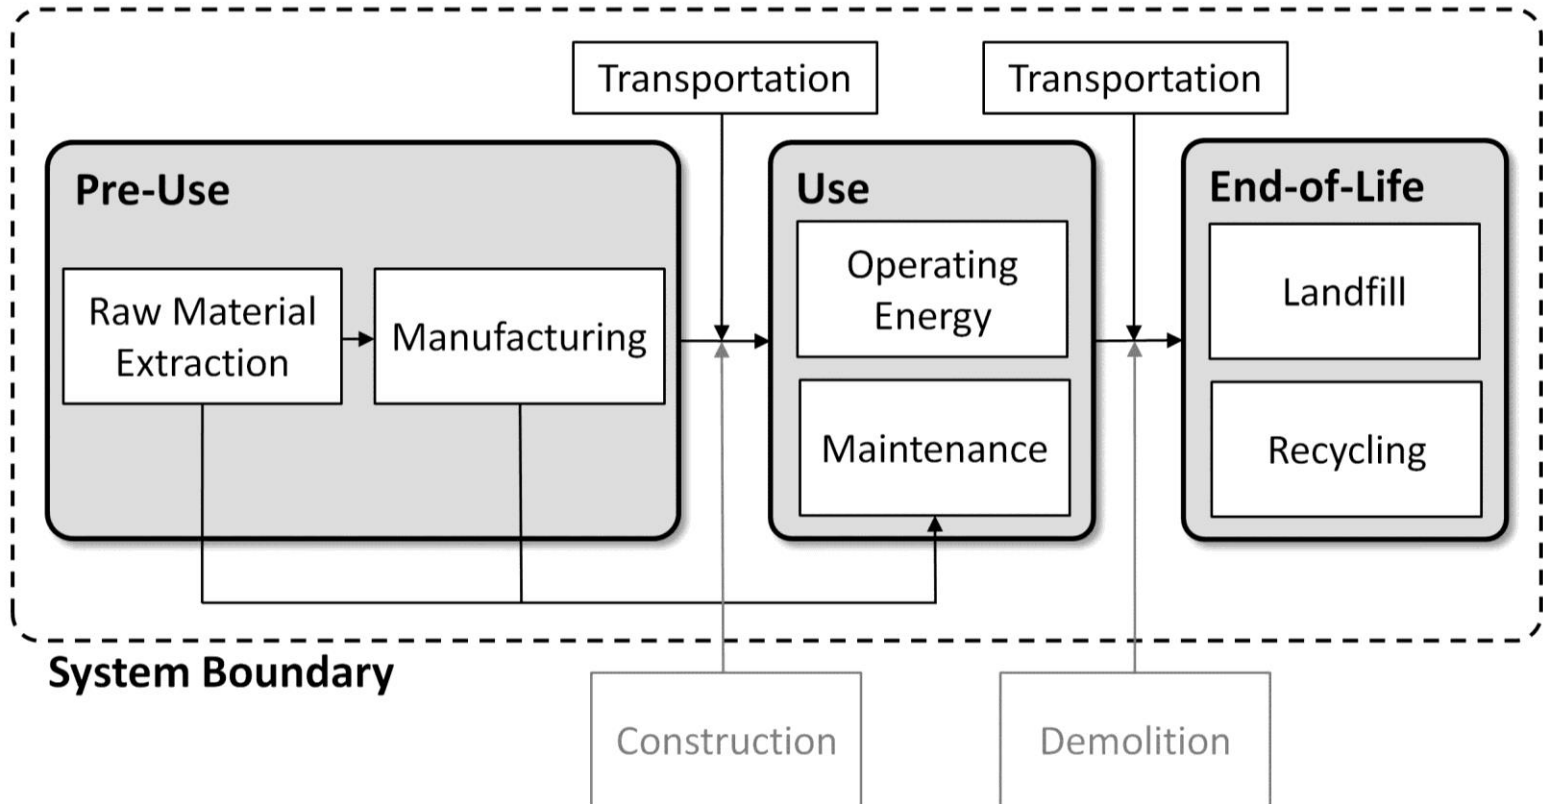 Transportation
Transportation
Pre-Use
Raw Material
Extraction
Manufacturing
Use
Operating
Energy
Maintenance
End-of-Life
Landfill
Recycling
System Boundary
Construction
Demolition